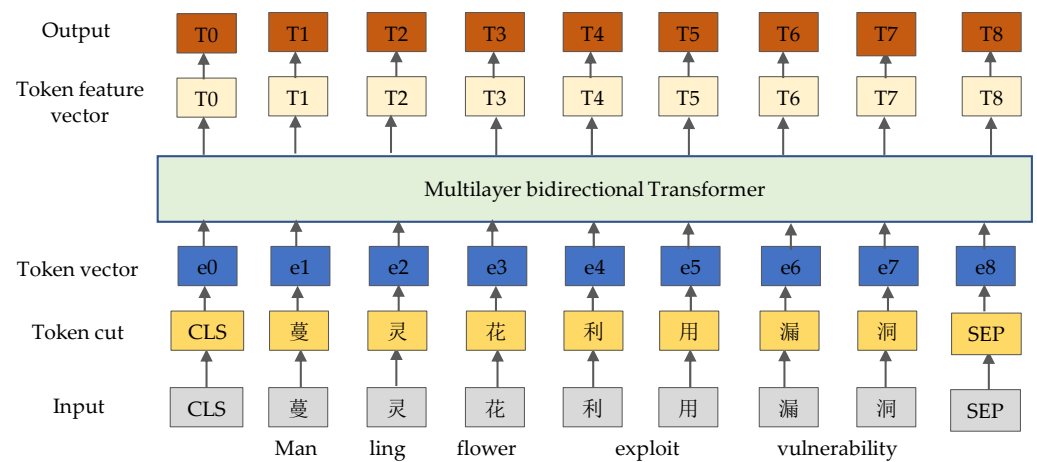 Output T0 T1 T2 T3 T4 T5 T6 T7 T8
Token feature
vector T0 T1 T2 T3 T4 T5 T6 T7 T8
Multilayer bidirectional Transformer
Token vector e0 e1 e2 e3 e4 e5 e6 e7 e8
Token cut CLS 蔓 灵 花 利 用 漏 洞 SEP
Input CLS 蔓 灵 花 利 用 漏 洞 SEP
Man ling flower exploit vulnerability